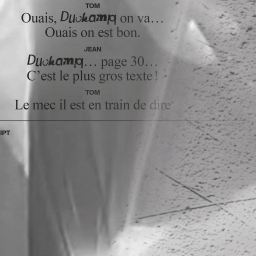 TOM
Ouais, Duchamp on va…
Ouais on est bon.
JEAN
Duchamp… page 30…
C’est le plus gros texte !
TOM
Le mec il est en train de dire
IPT